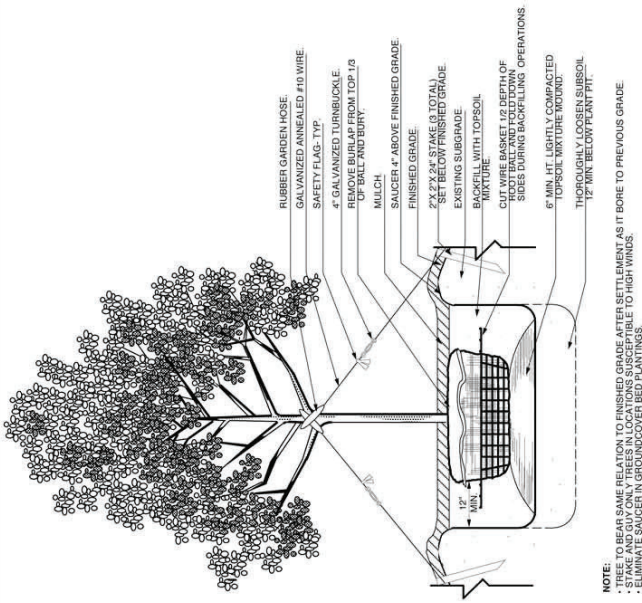 RUBBER GARDEN HOSE.
GALVANIZED ANNEALED #10 WIRE.
SAFETY FLAG- TYP.
4" GALVANIZED TURNBUCKLE.
REMOVE BURLAP FROM TOP 1/3
OF BALL AND BURY.
MULCH.
SAUCER 4" ABOVE FINISHED GRADE.
FINISHED GRADE.
2"X 2"X 24" STAKE (3 TOTAL)
SET BELOW FINISHED GRADE.
EXISTING SUBGRADE.
BACKFILL WITH TOPSOIL
MIXTURE.
CUT WIRE BASKET 1/2 DEPTH OF
ROOT BALL AND FOLD DOWN
SIDES DURING BACKFILLING OPERATIONS.
6" MIN. HT. LIGHTLY COMPACTED
TOPSOIL MIXTURE MOUND.
THOROUGHLY LOOSEN SUBSOIL
12" MIN. BELOW PLANT PIT.
12"
MIN.
NOTE:
• TREE TO BEAR SAME RELATION TO FINISHED GRADE AFTER SETTLEMENT AS IT BORE TO PREVIOUS GRADE.
• STAKE AND GUY ONLY TREES IN LOCATIONS SUSCEPTIBLE TO HIGH WINDS.
• ELIMINATE SAUCER IN GROUNDCOVER BED PLANTINGS.